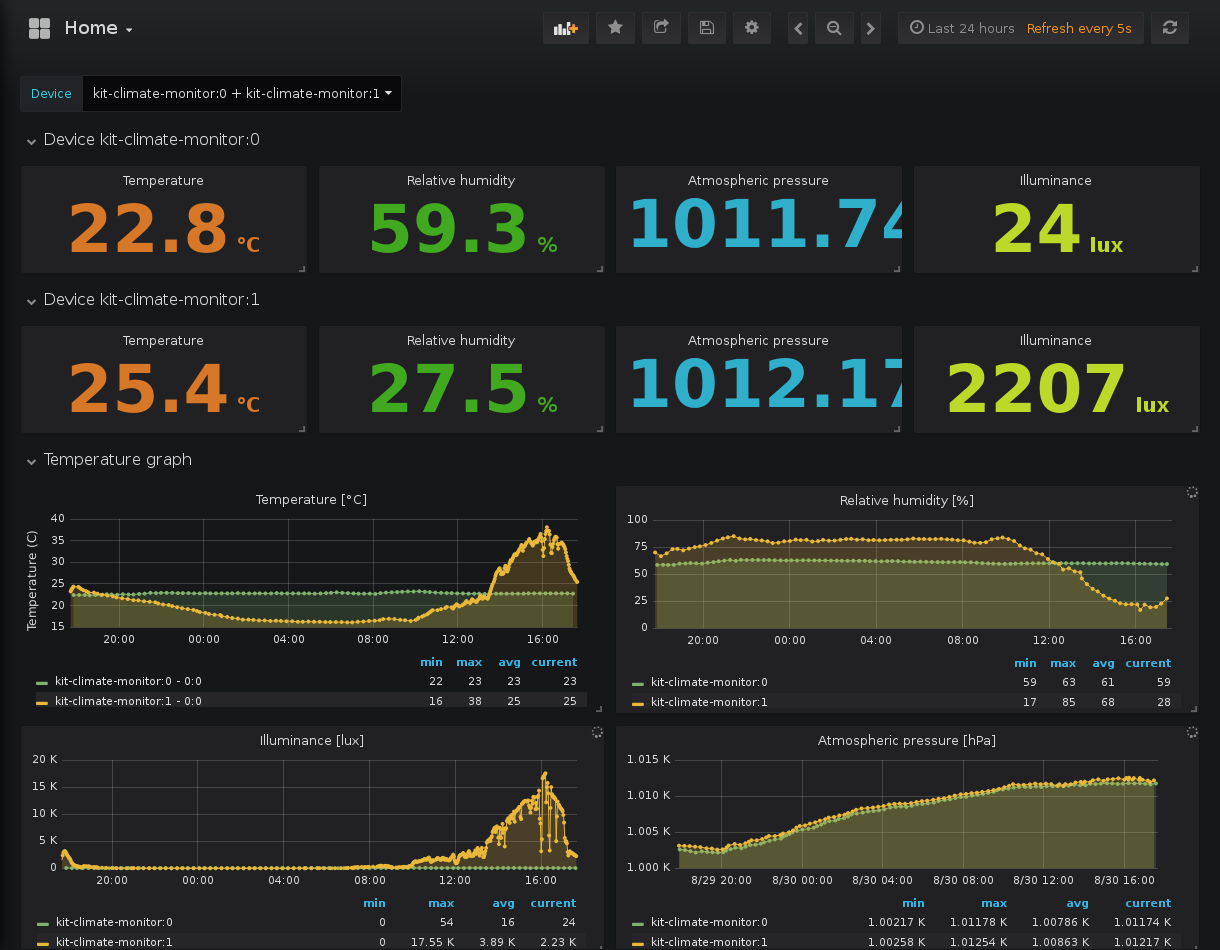 Home
Last 24 hours Refresh every 5s
Device kit-climate-monitor:0 + kit-climate-monitor:1
Device kit-climate-monitor:0
Temperature Relative humidity Atmospheric pressure Illuminance
22.8 °C 59.3 % 1011.74 24 lux
Device kit-climate-monitor:1
Temperature Relative humidity Atmospheric pressure Illuminance
25.4 °C 27.5 % 1012.17 2207 lux
Temperature graph
Temperature [°C]
Temperature (C)
40
35
30
25
20
15
20:00 00:00 04:00 08:00 12:00 16:00
min max avg current
kit-climate-monitor:0 - 0:0 22 23 23 23
kit-climate-monitor:1 - 0:0 16 38 25 25
Relative humidity [%]
100
75
50
25
0
20:00 00:00 04:00 08:00 12:00 16:00
min max avg current
kit-climate-monitor:0 59 63 61 59
kit-climate-monitor:1 17 85 68 28
Illuminance [lux]
20 K
15 K
10 K
5 K
0
20:00 00:00 04:00 08:00 12:00 16:00
min max avg current
kit-climate-monitor:0 0 54 16 24
kit-climate-monitor:1 0 17.55 K 3.89 K 2.23 K
Atmospheric pressure [hPa]
1.015 K
1.010 K
1.005 K
1.000 K
8/29 20:00 8/30 00:00 8/30 04:00 8/30 08:00 8/30 12:00 8/30 16:00
min max avg current
kit-climate-monitor:0 1.00217 K 1.01178 K 1.00786 K 1.01174 K
kit-climate-monitor:1 1.00258 K 1.01254 K 1.00863 K 1.01217 K